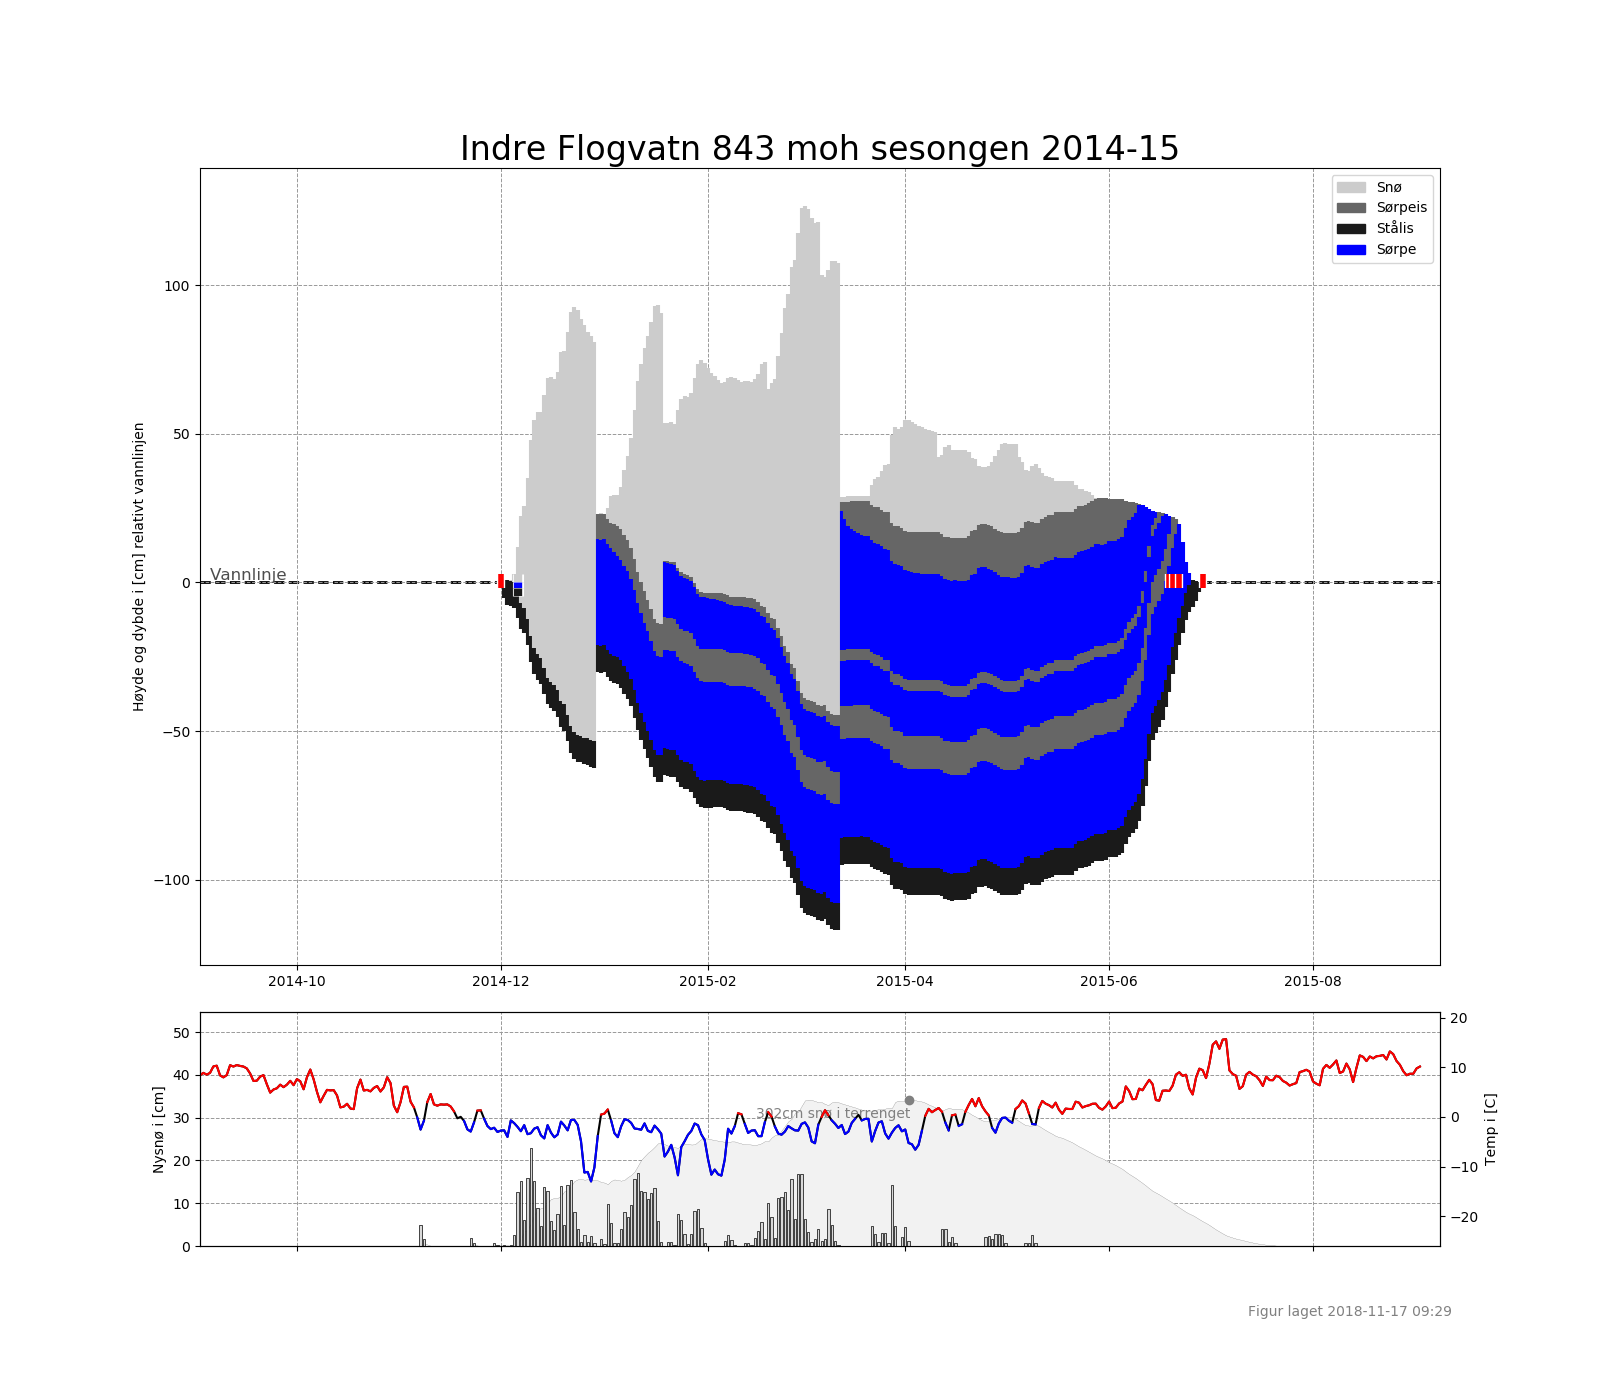 Indre Flogvatn 843 moh sesongen 2014-15
Høyde og dybde i [cm] relativt vannlinjen
100
50
0
−50
−100
Vannlinje
Snø
Sørpeis
Stålis
Sørpe
2014-10
2014-12
2015-02
2015-04
2015-06
2015-08
Nysnø i [cm]
50
40
30
20
10
0
302cm snø i terrenget
20
10
0
−10
−20
Temp i [C]
Figur laget 2018-11-17 09:29